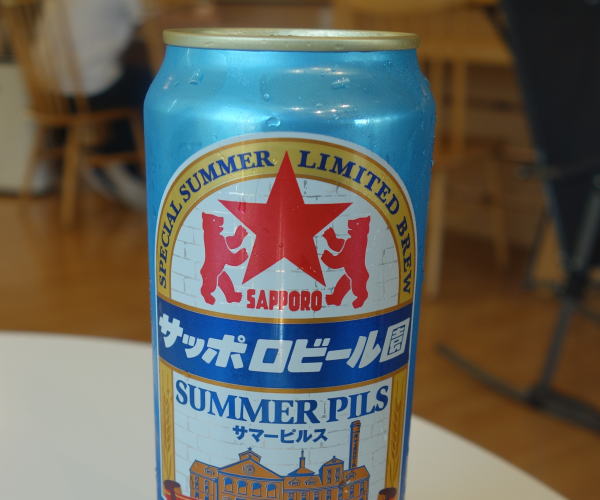 SPECIAL SUMMER LIMITED BREW
SAPPORO
サッポロビール園
SUMMER PILS
サマーピルス